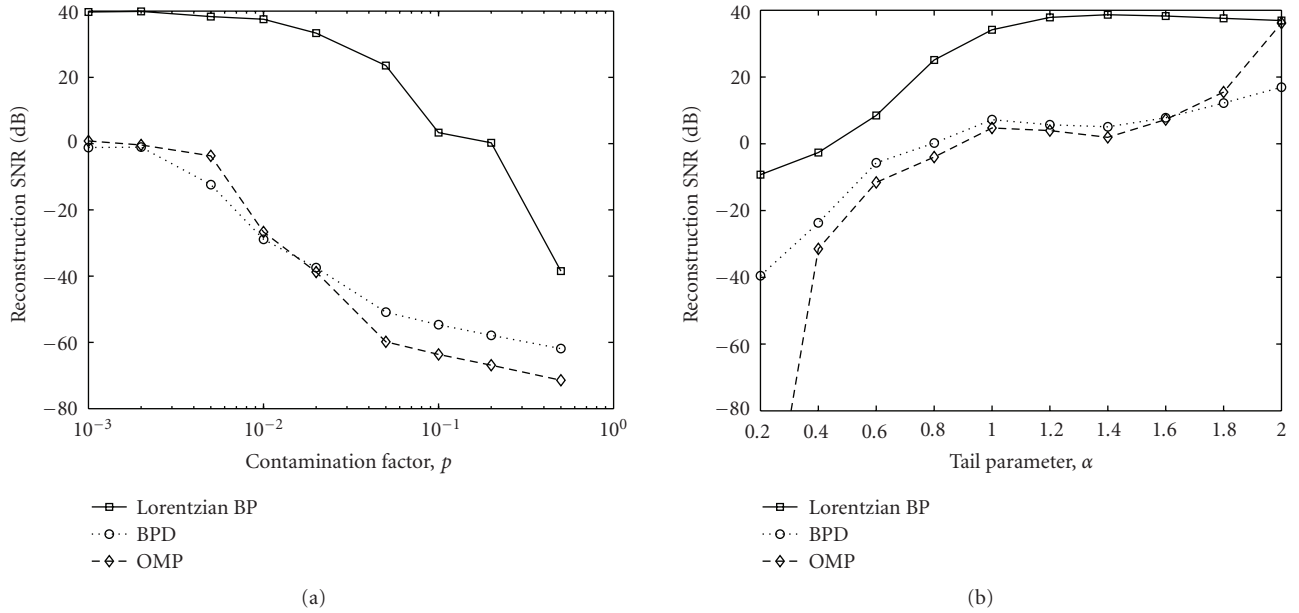 40
20
0
−20
−40
−60
−80
Reconstruction SNR (dB)
10⁻³
10⁻²
10⁻¹
10⁰
Contamination factor, p
Lorentzian BP
BPD
OMP
(a)
40
20
0
−20
−40
−60
−80
Reconstruction SNR (dB)
0.2
0.4
0.6
0.8
1
1.2
1.4
1.6
1.8
2
Tail parameter, α
Lorentzian BP
BPD
OMP
(b)